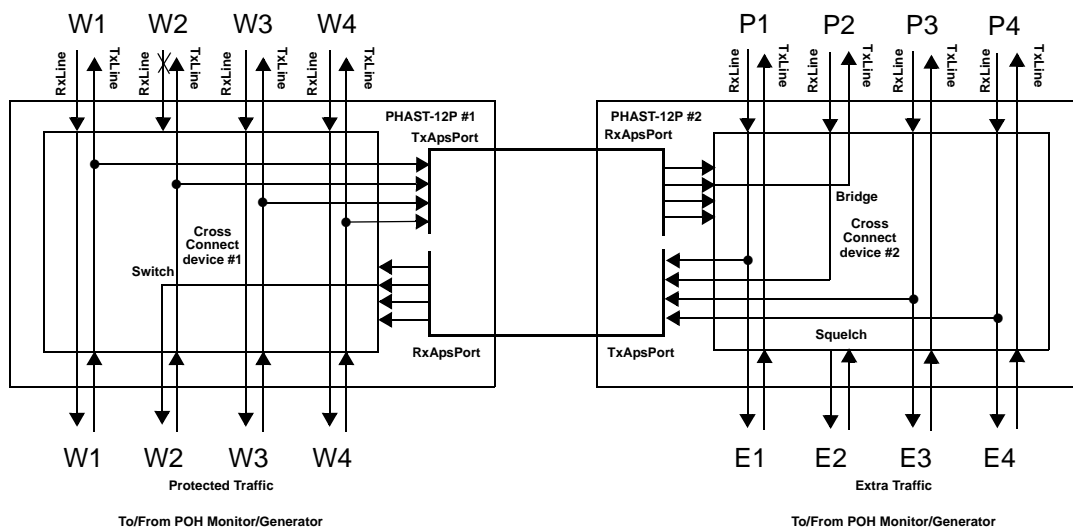 W1 W2 W3 W4 P1 P2 P3 P4
RxLine TxLine RxLine TxLine RxLine TxLine RxLine TxLine RxLine TxLine RxLine TxLine RxLine TxLine RxLine TxLine
PHAST-12P #1 PHAST-12P #2
TxApsPort RxApsPort
Bridge
Cross
Connect
device #1
Cross
Connect
device #2
Switch
Squelch
RxApsPort TxApsPort
W1 W2 W3 W4 E1 E2 E3 E4
Protected Traffic Extra Traffic
To/From POH Monitor/Generator To/From POH Monitor/Generator